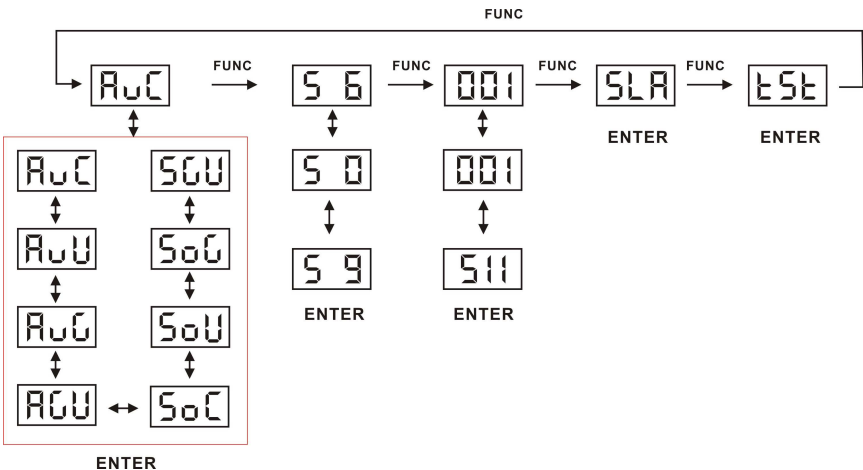 FUNC
AuC FUNC S 6 FUNC 001 FUNC SLA FUNC tSt
ENTER ENTER
AuC SGU S 0 001
AuU SoG
S 9 S11
AuG SoU ENTER ENTER
AGU SoC
ENTER